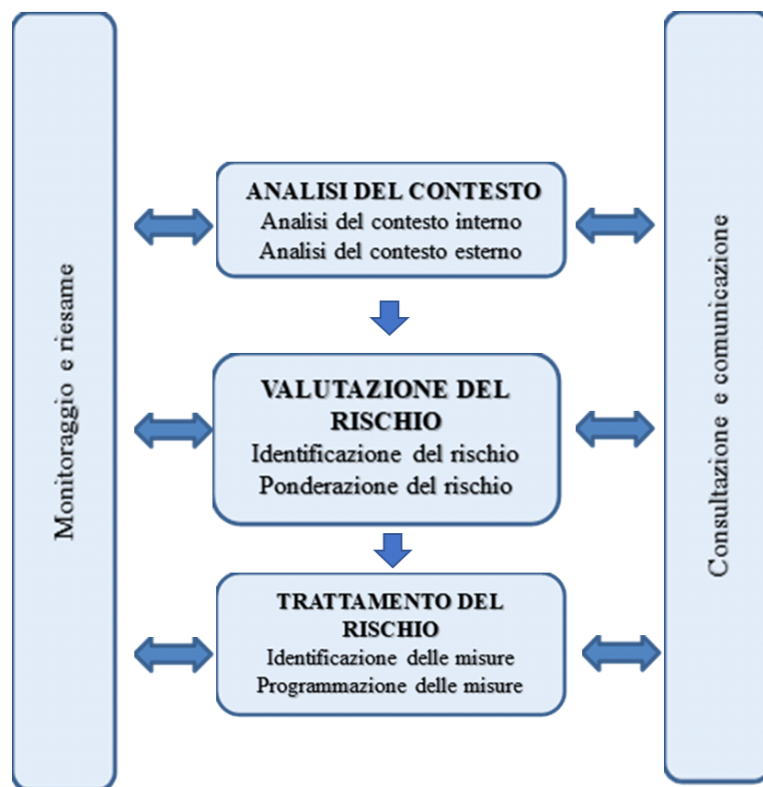 Monitoraggio e riesame
ANALISI DEL CONTESTO
Analisi del contesto interno
Analisi del contesto esterno
VALUTAZIONE DEL
RISCHIO
Identificazione del rischio
Ponderazione del rischio
TRATTAMENTO DEL
RISCHIO
Identificazione delle misure
Programmazione delle misure
Consultazione e comunicazione